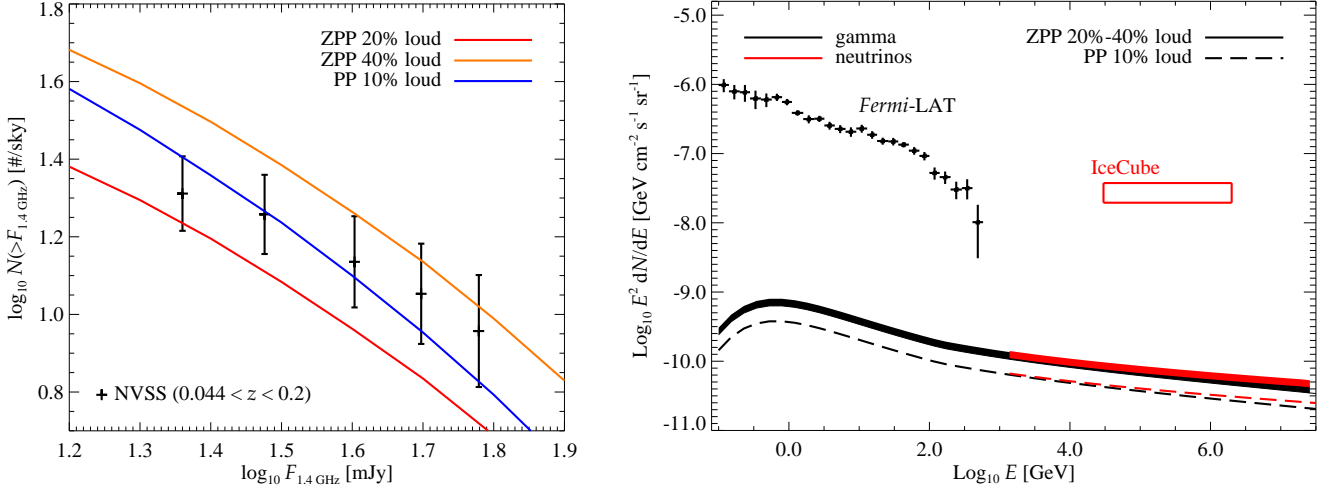 ZPP 20% loud
ZPP 40% loud
PP 10% loud
NVSS (0.044 < z < 0.2)
log₁₀ N(>F₁.₄ GHz) [#/sky]
1.8
1.6
1.4
1.2
1.0
0.8
1.2 1.3 1.4 1.5 1.6 1.7 1.8 1.9
log₁₀ F₁.₄ GHz [mJy]
gamma
neutrinos
ZPP 20%-40% loud
PP 10% loud
Fermi-LAT
IceCube
Log₁₀ E² dN/dE [GeV cm⁻² s⁻¹ sr⁻¹]
-5.0
-6.0
-7.0
-8.0
-9.0
-10.0
-11.0
0.0 2.0 4.0 6.0
Log₁₀ E [GeV]